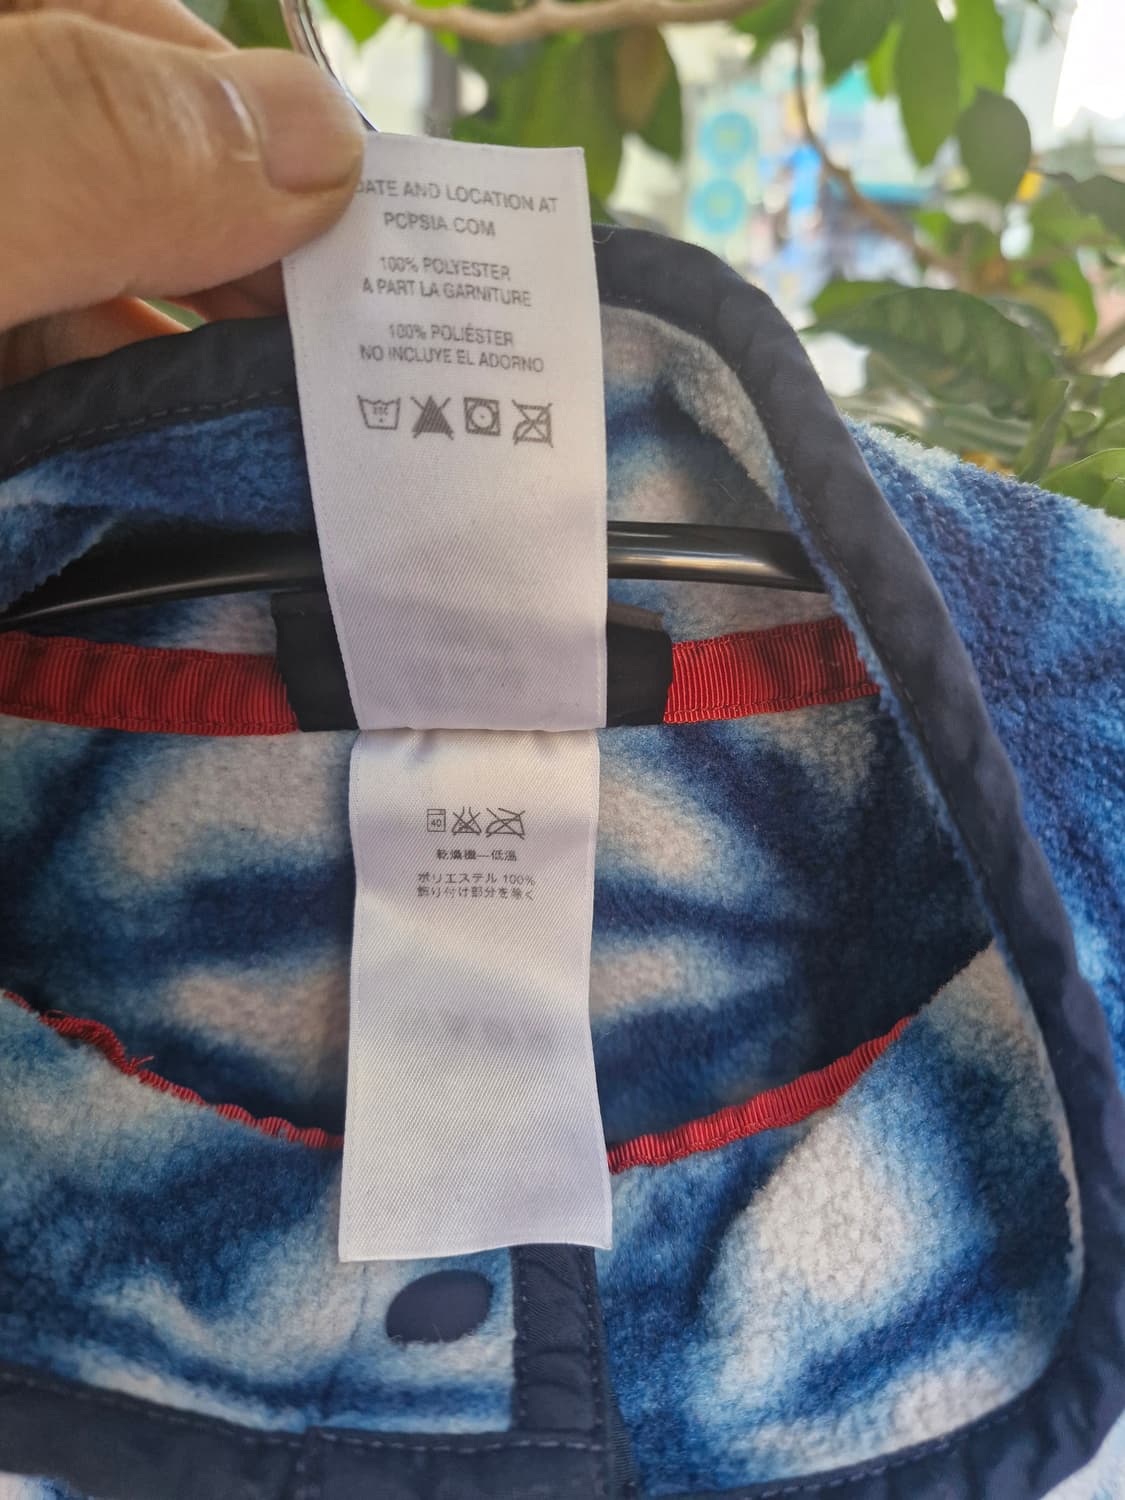 DATE AND LOCATION AT
PCPSIA.COM
100% POLYESTER
A PART LA GARNITURE
100% POLIÉSTER
NO INCLUYE EL ADORNO
30C
40
乾燥機—低温
ポリエステル 100%
飾り付け部分を除く